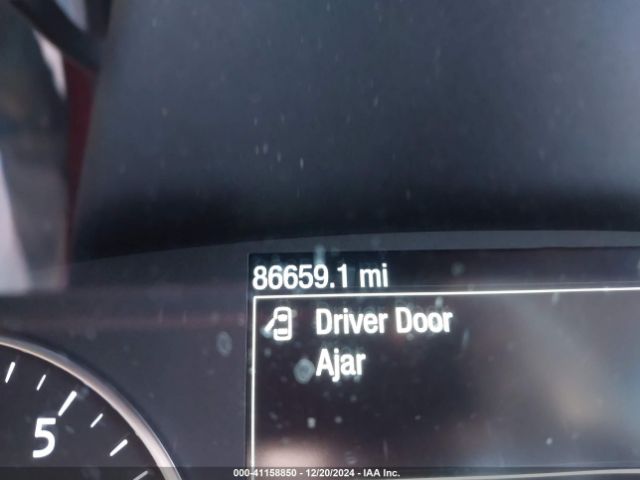 86659.1 mi
Driver Door
Ajar
5
000-41158850 - 12/20/2024 - IAA Inc.